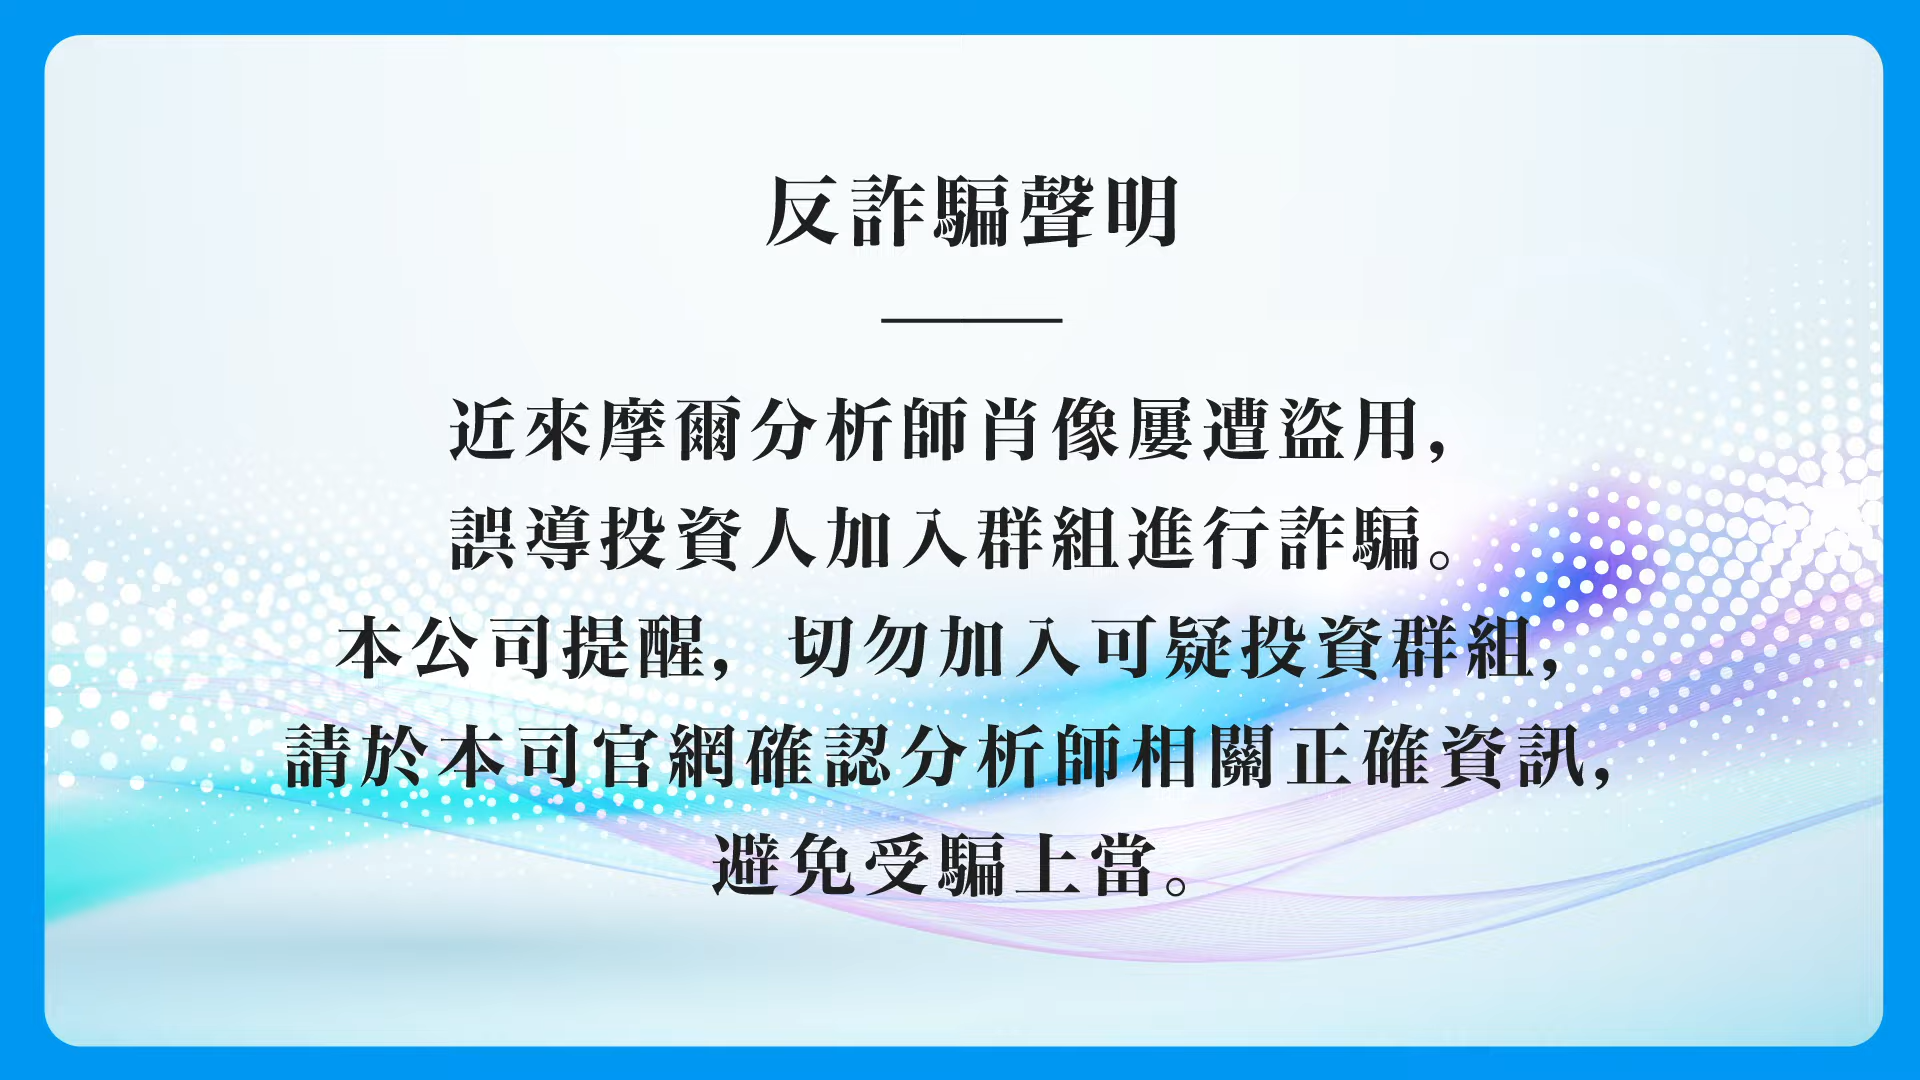 反詐騙聲明
近來摩爾分析師肖像屢遭盜用,
誤導投資人加入群組進行詐騙。
本公司提醒,切勿加入可疑投資群組,
請於本司官網確認分析師相關正確資訊,
避免受騙上當。